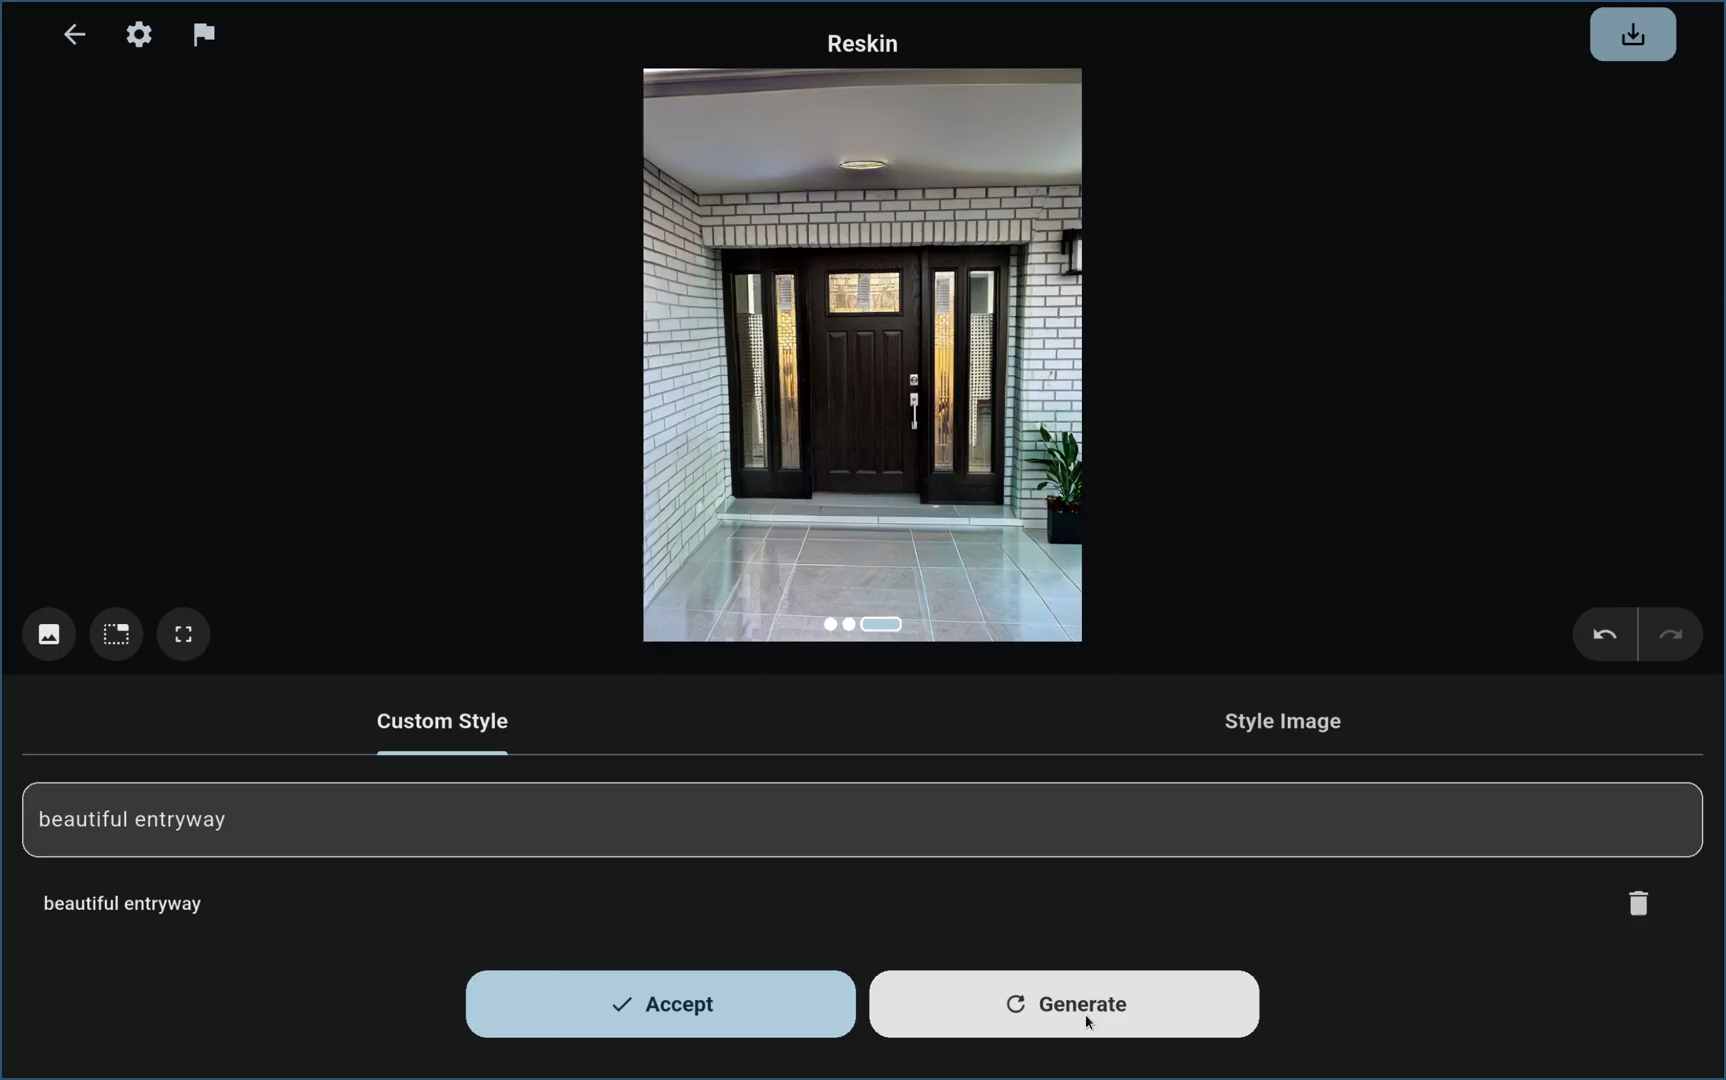 Reskin
Custom Style
Style Image
beautiful entryway
beautiful entryway
Accept
Generate